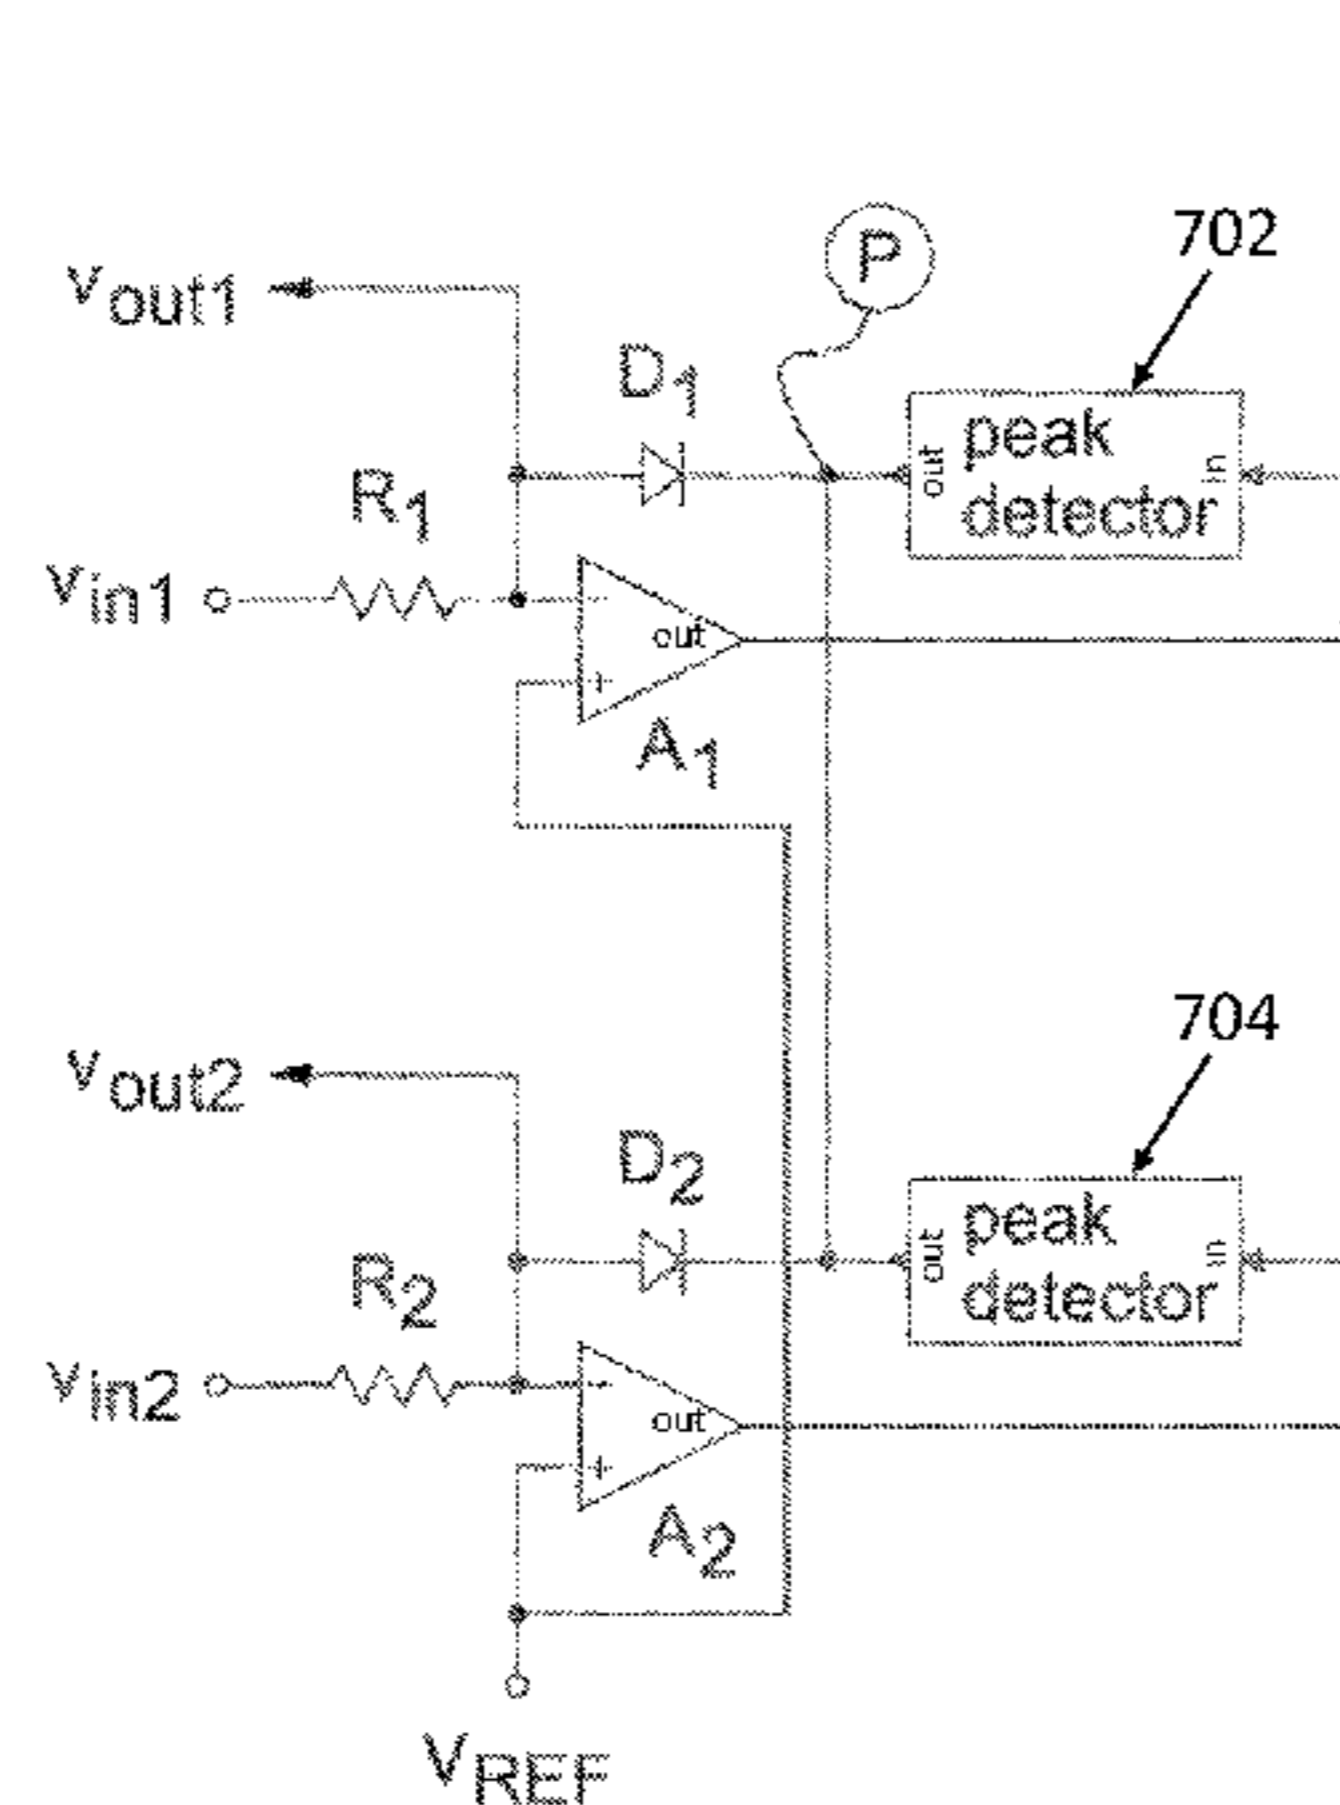 702
P
vout1
D1
out peak in
detector
R1
vin1
−
out
+
A1
704
vout2
D2
out peak in
detector
R2
vin2
−
out
+
A2
VREF